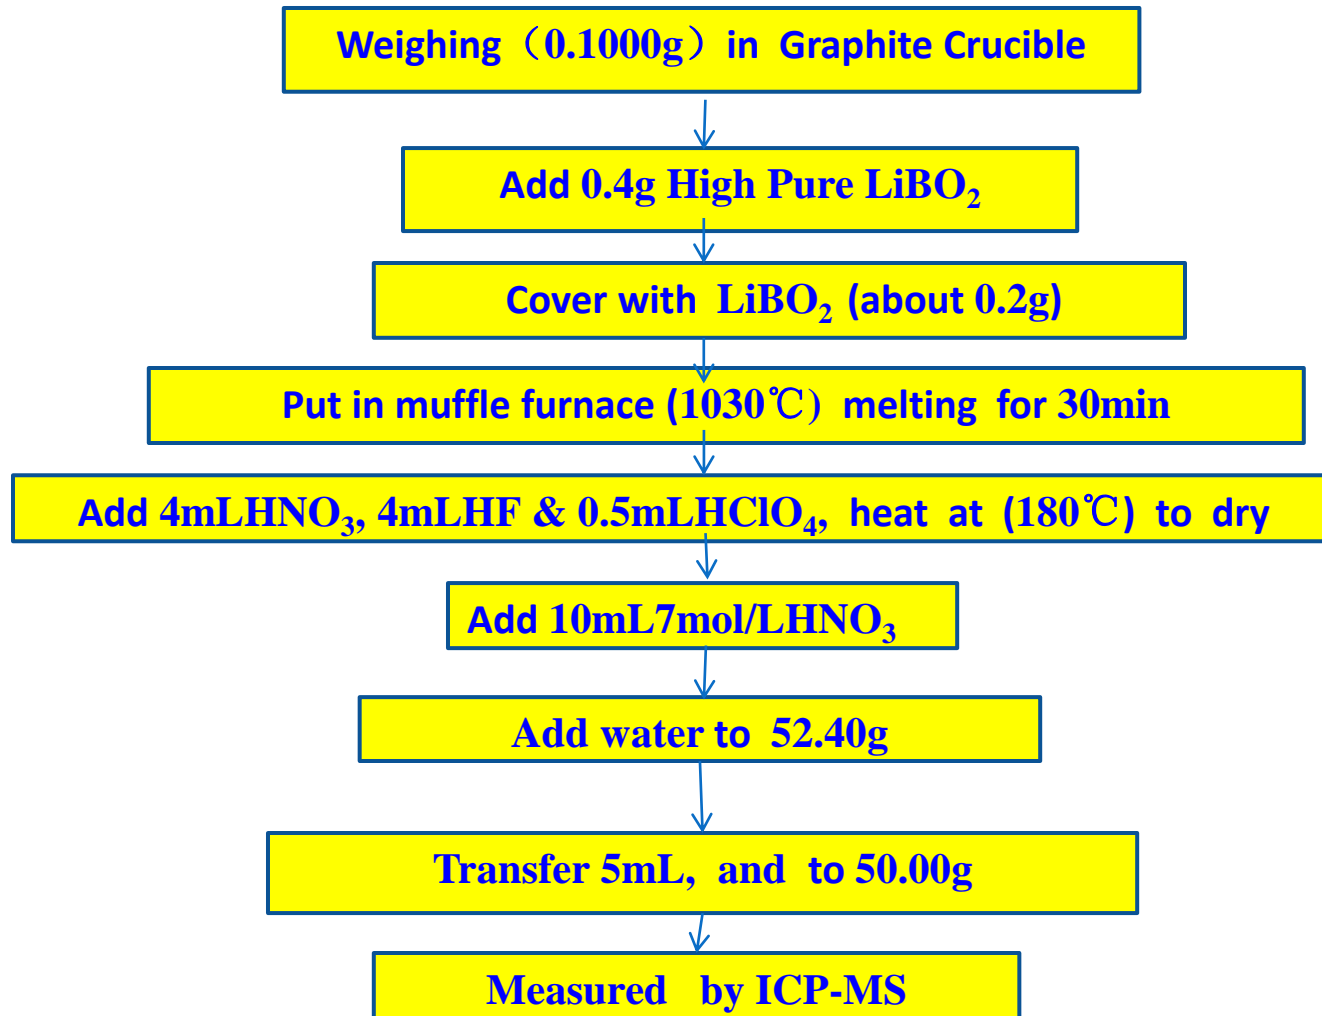 Weighing（0.1000g）in Graphite Crucible
Add 0.4g High Pure LiBO₂
Cover with LiBO₂ (about 0.2g)
Put in muffle furnace (1030℃) melting for 30min
Add 4mLHNO₃, 4mLHF & 0.5mLHClO₄, heat at (180℃) to dry
Add 10mL7mol/LHNO₃
Add water to 52.40g
Transfer 5mL, and to 50.00g
Measured by ICP-MS